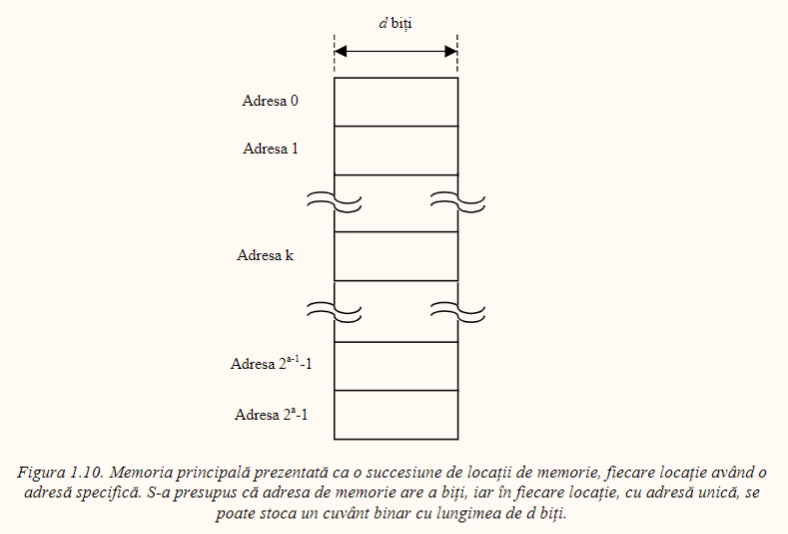 d biți
Adresa 0
Adresa 1
Adresa k
Adresa 2ᵃ⁻¹-1
Adresa 2ᵃ-1
Figura 1.10. Memoria principală prezentată ca o succesiune de locații de memorie, fiecare locație având o
adresă specifică. S-a presupus că adresa de memorie are a biți, iar în fiecare locație, cu adresă unică, se
poate stoca un cuvânt binar cu lungimea de d biți.